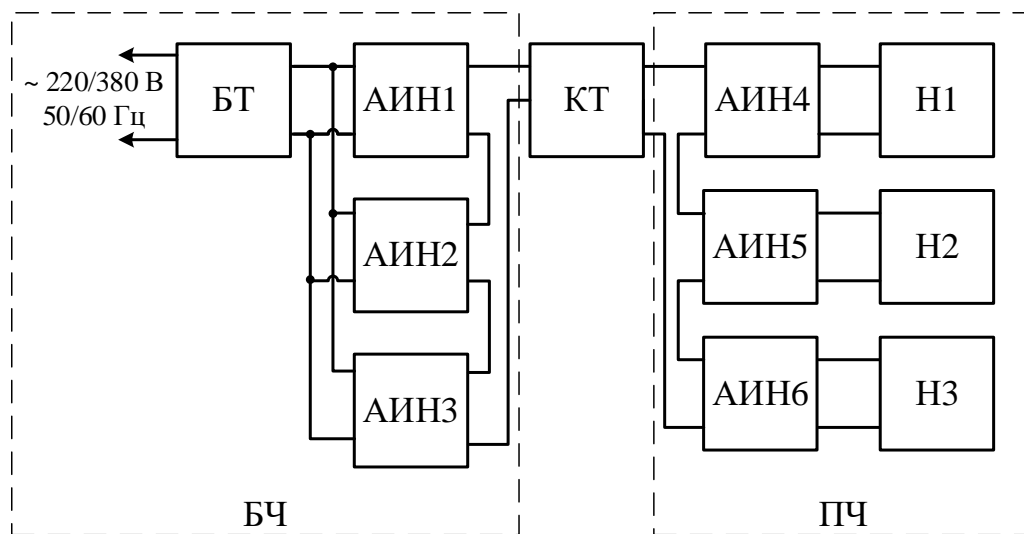 ~ 220/380 В
50/60 Гц
БТ
АИН1
КТ
АИН4
Н1
АИН2
АИН5
Н2
АИН3
АИН6
Н3
БЧ
ПЧ